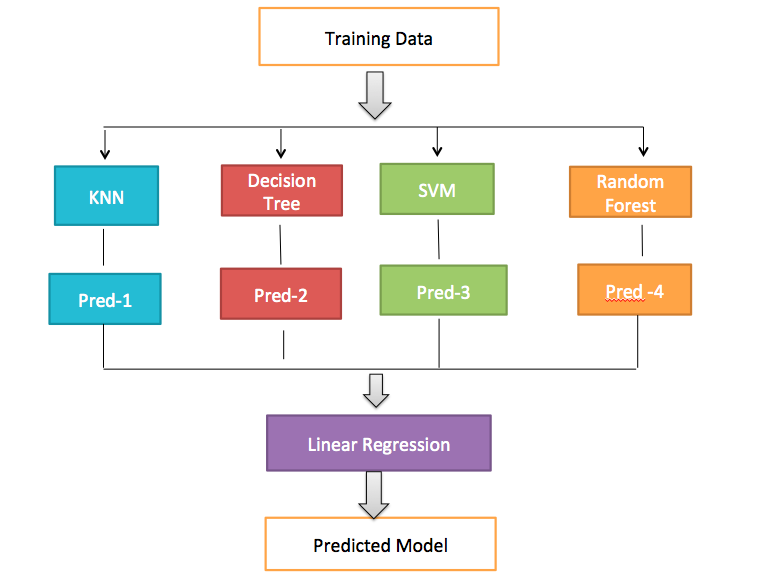 Training Data
KNN
Decision
Tree
SVM
Random
Forest
Pred-1
Pred-2
Pred-3
Pred -4
Linear Regression
Predicted Model